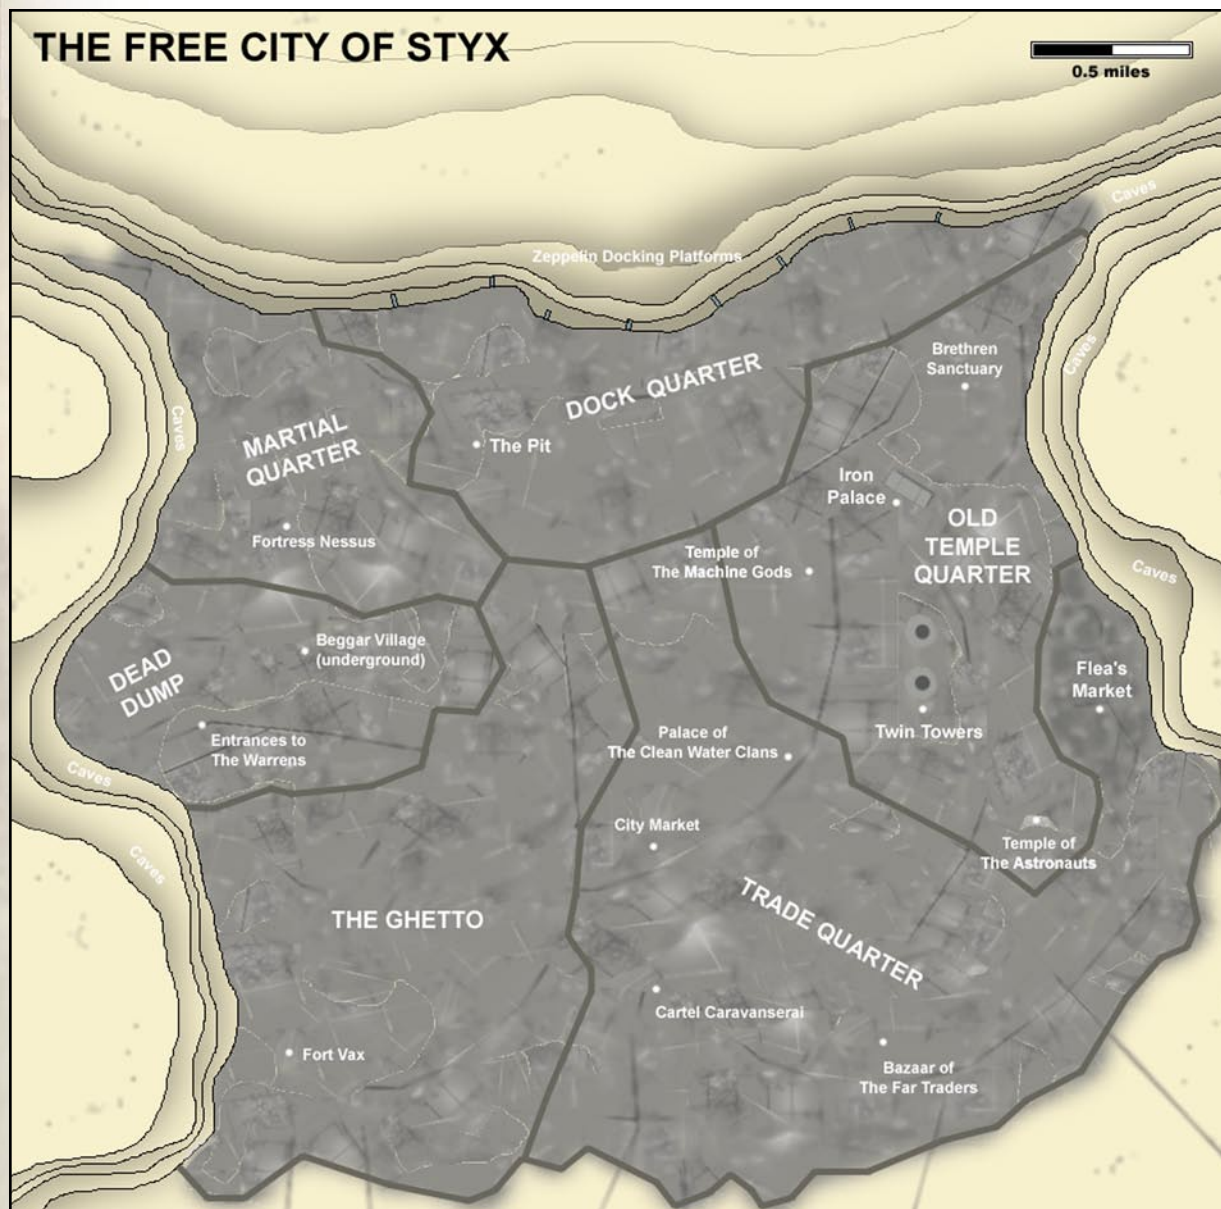 THE FREE CITY OF STYX
0.5 miles
Caves
Zeppelin Docking Platforms
Caves
Brethren
Sanctuary
DOCK QUARTER
Caves
MARTIAL
QUARTER
The Pit
Iron
Palace
OLD
TEMPLE
QUARTER
Fortress Nessus
Temple of
The Machine Gods
Caves
Beggar Village
(underground)
DEAD
DUMP
Flea's
Market
Twin Towers
Entrances to
The Warrens
Palace of
The Clean Water Clans
Caves
City Market
Temple of
The Astronauts
Caves
THE GHETTO
TRADE QUARTER
Cartel Caravanserai
Fort Vax
Bazaar of
The Far Traders